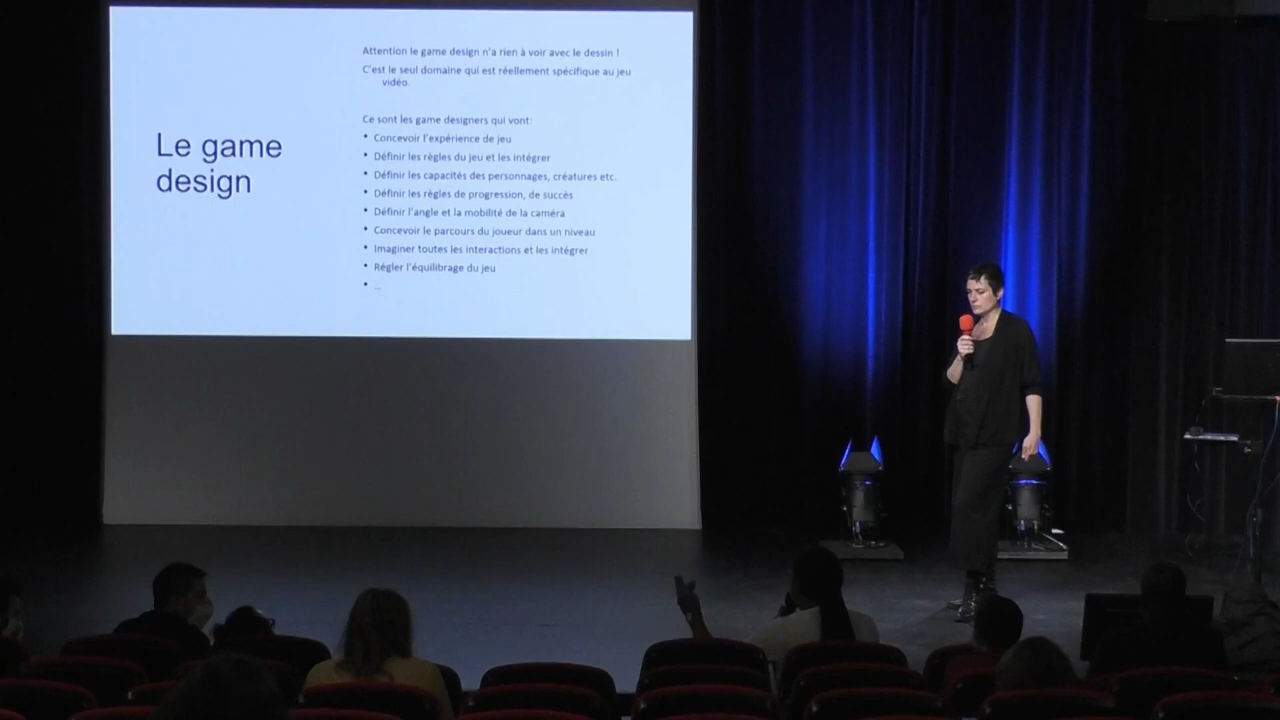 Le game
design
Attention le game design n'a rien à voir avec le dessin !
C'est le seul domaine qui est réellement spécifique au jeu
vidéo.
Ce sont les game designers qui vont:
• Concevoir l'expérience de jeu
• Définir les règles du jeu et les intégrer
• Définir les capacités des personnages, créatures etc.
• Définir les règles de progression, de succès
• Définir l'angle et la mobilité de la caméra
• Concevoir le parcours du joueur dans un niveau
• Imaginer toutes les interactions et les intégrer
• Régler l'équilibrage du jeu
• ...